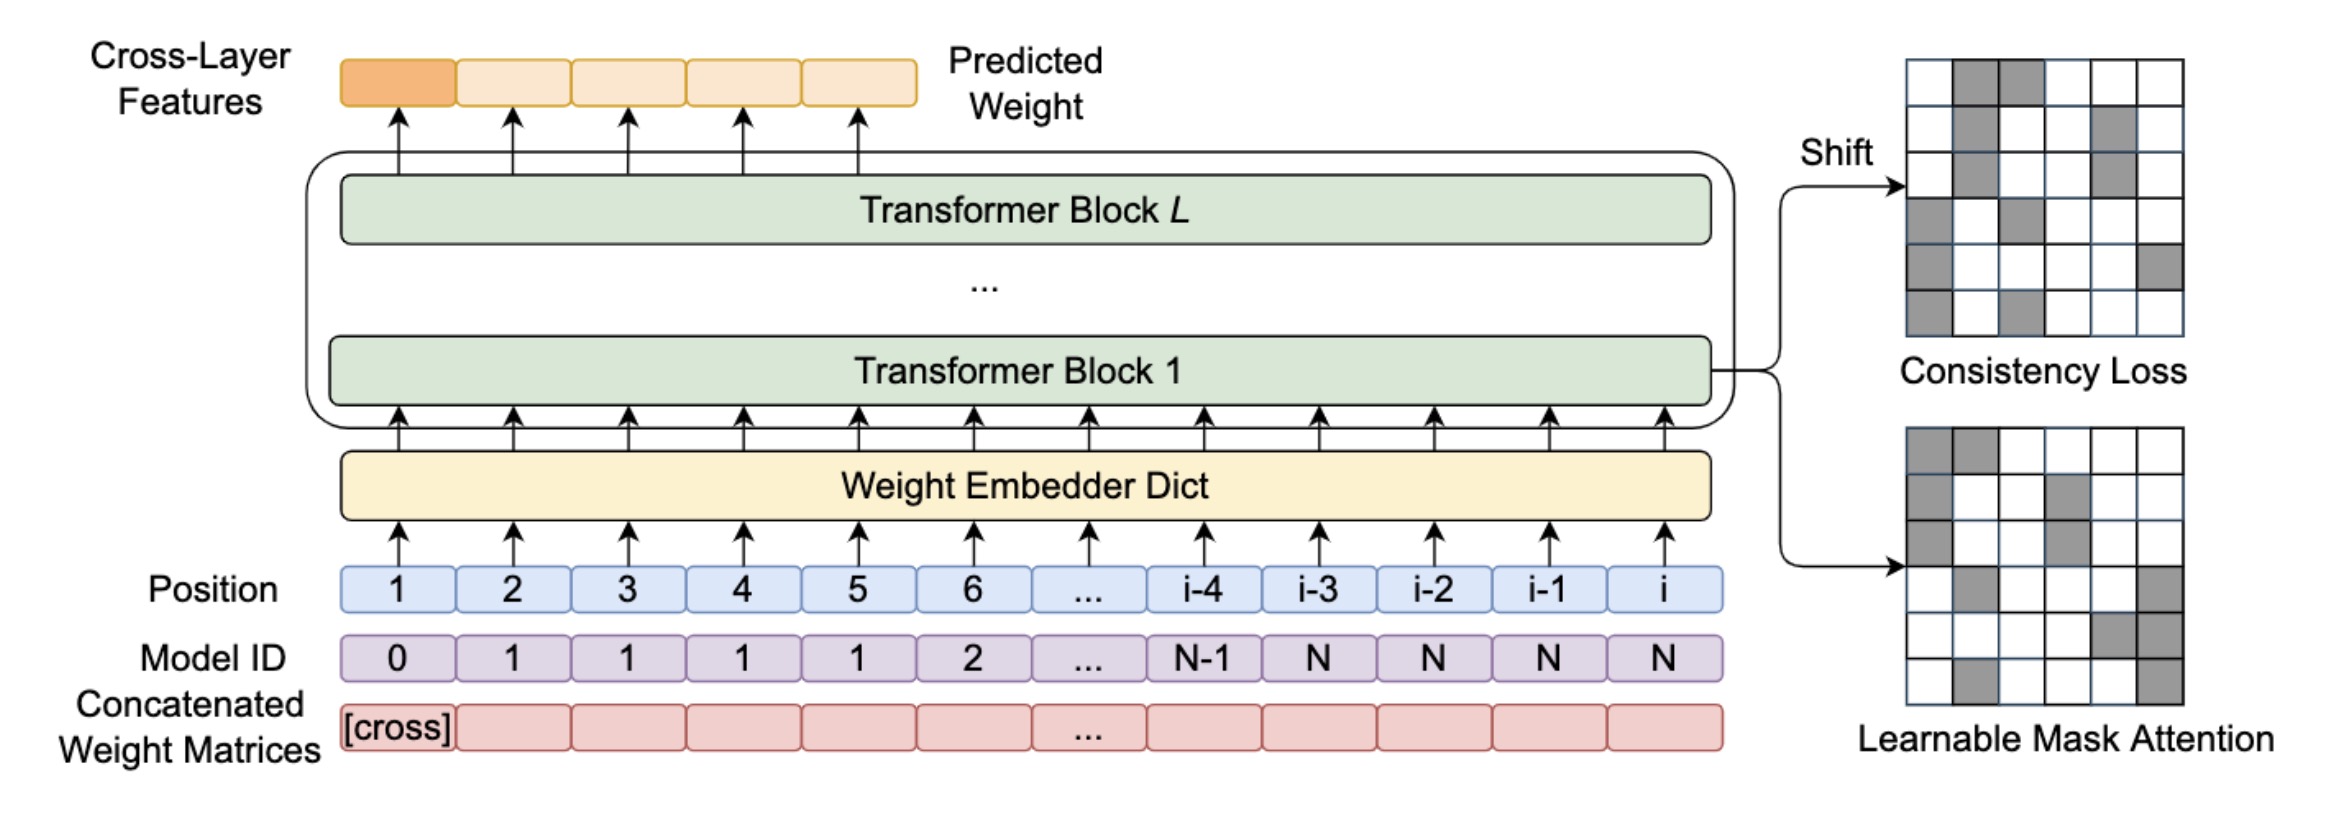 Cross-Layer
Features
Predicted
Weight
Transformer Block L
...
Transformer Block 1
Weight Embedder Dict
Position 1 2 3 4 5 6 ... i-4 i-3 i-2 i-1 i
Model ID 0 1 1 1 1 2 ... N-1 N N N N
Concatenated
Weight Matrices [cross] ...
Shift
Consistency Loss
Learnable Mask Attention